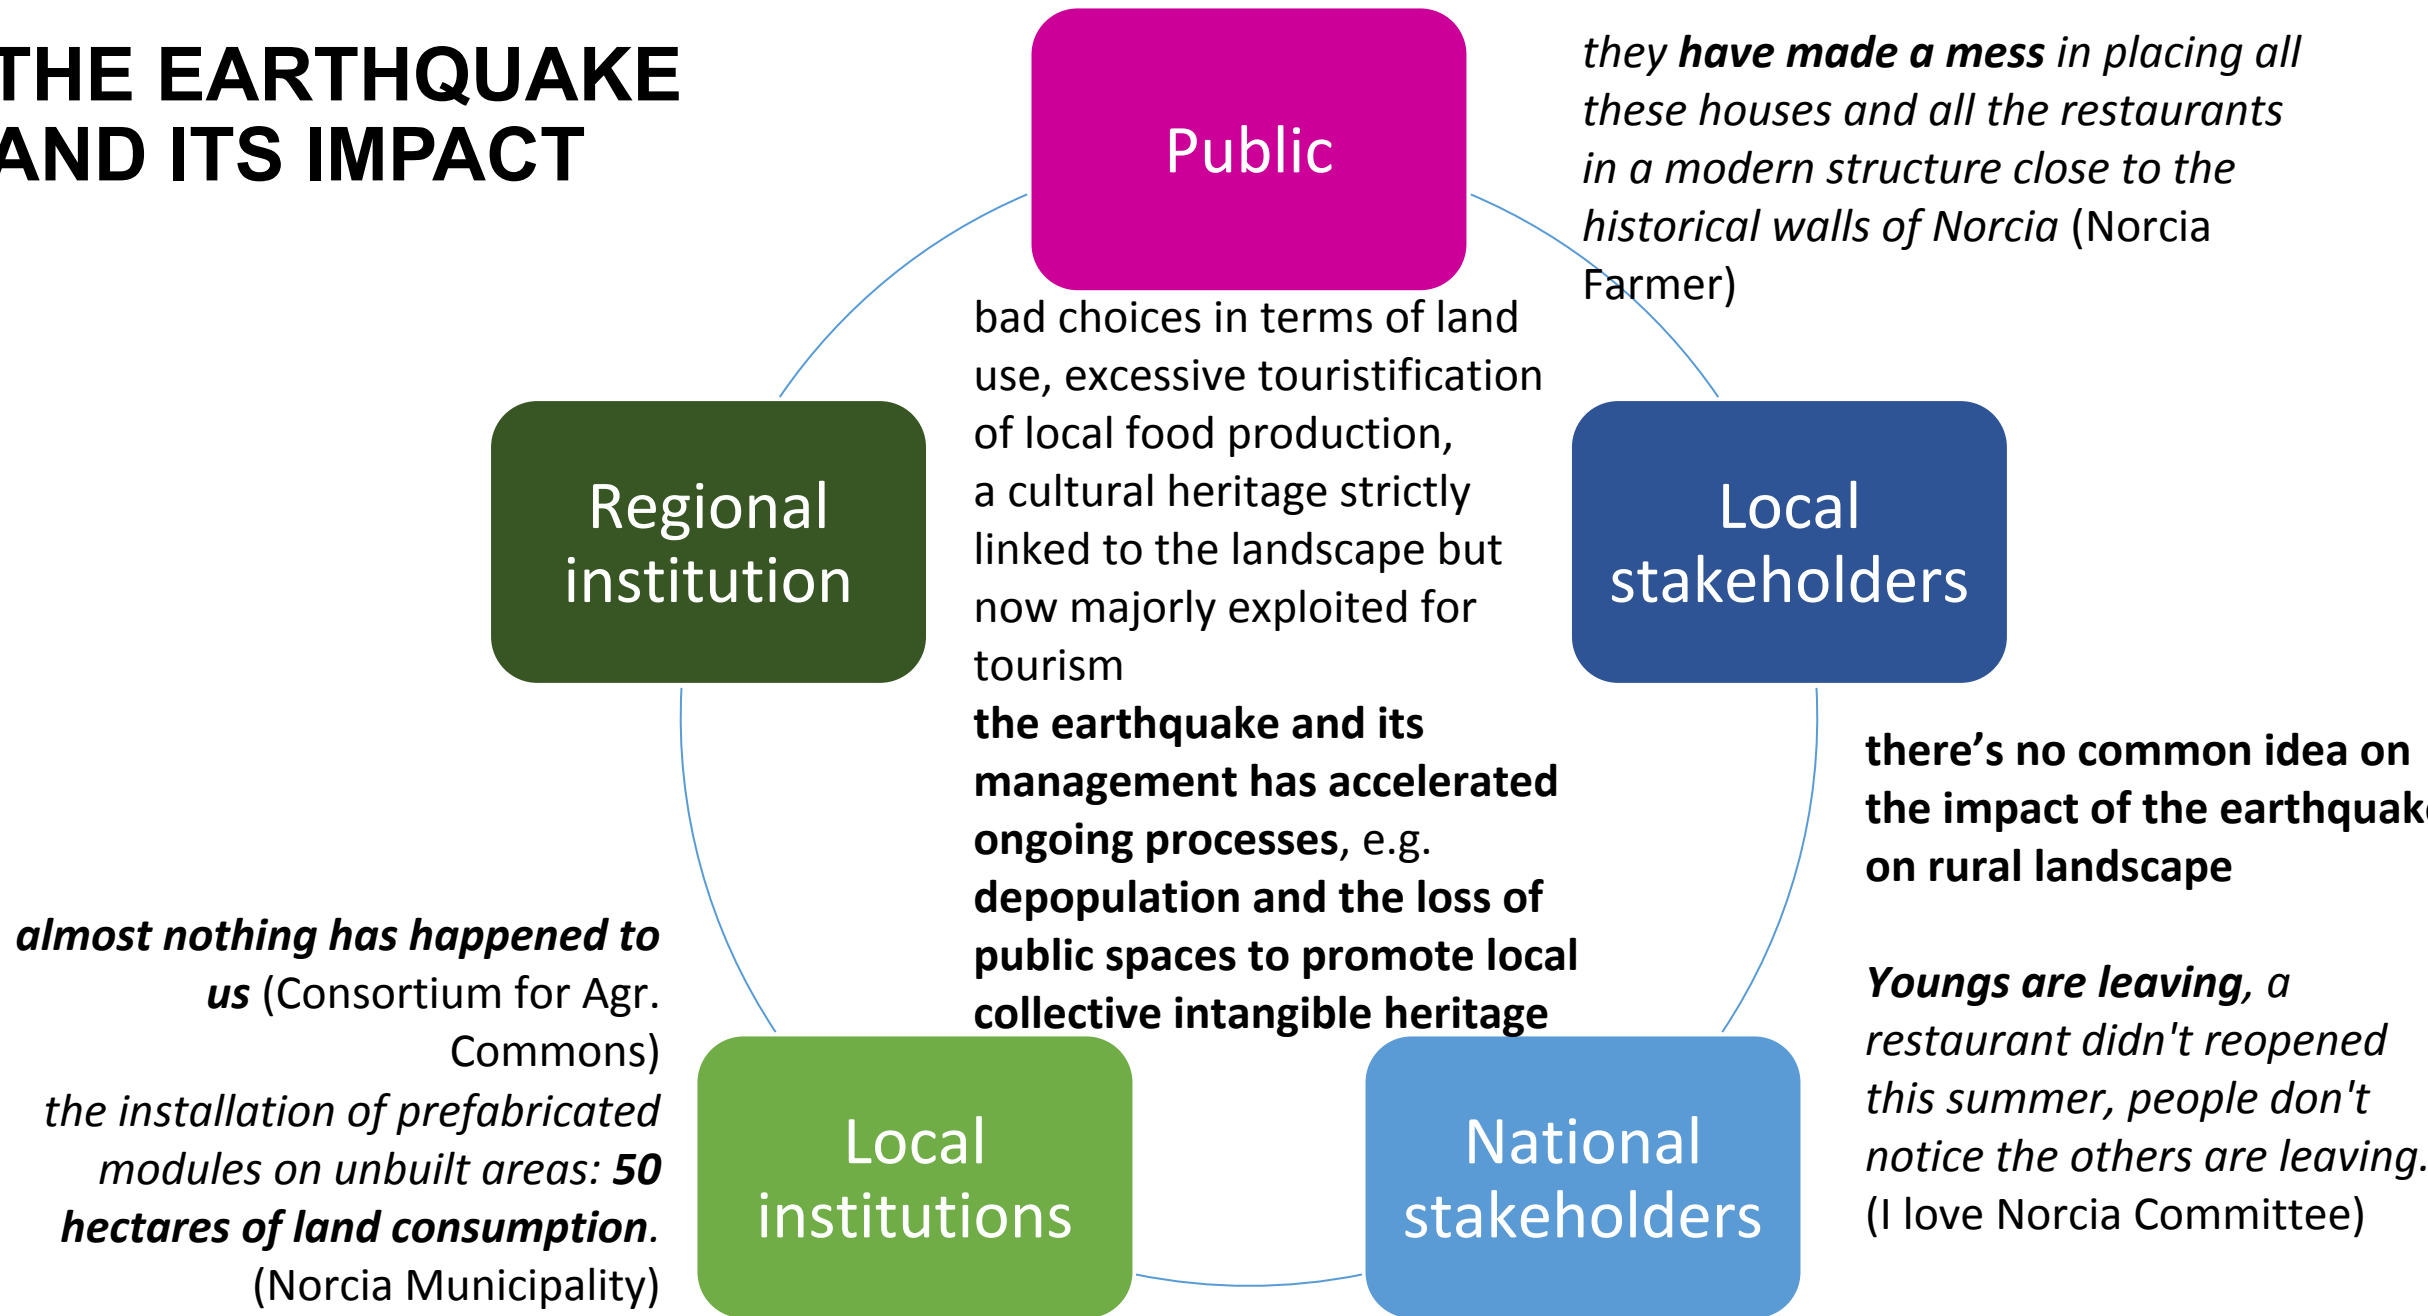 THE EARTHQUAKE
AND ITS IMPACT
Public
they have made a mess in placing all
these houses and all the restaurants
in a modern structure close to the
historical walls of Norcia (Norcia
Farmer)
bad choices in terms of land
use, excessive touristification
of local food production,
a cultural heritage strictly
linked to the landscape but
now majorly exploited for
tourism
the earthquake and its
management has accelerated
ongoing processes, e.g.
depopulation and the loss of
public spaces to promote local
collective intangible heritage
Regional
institution
Local
stakeholders
there’s no common idea on
the impact of the earthquake
on rural landscape
Youngs are leaving, a
restaurant didn't reopened
this summer, people don't
notice the others are leaving.
(I love Norcia Committee)
almost nothing has happened to
us (Consortium for Agr.
Commons)
the installation of prefabricated
modules on unbuilt areas: 50
hectares of land consumption.
(Norcia Municipality)
Local
institutions
National
stakeholders